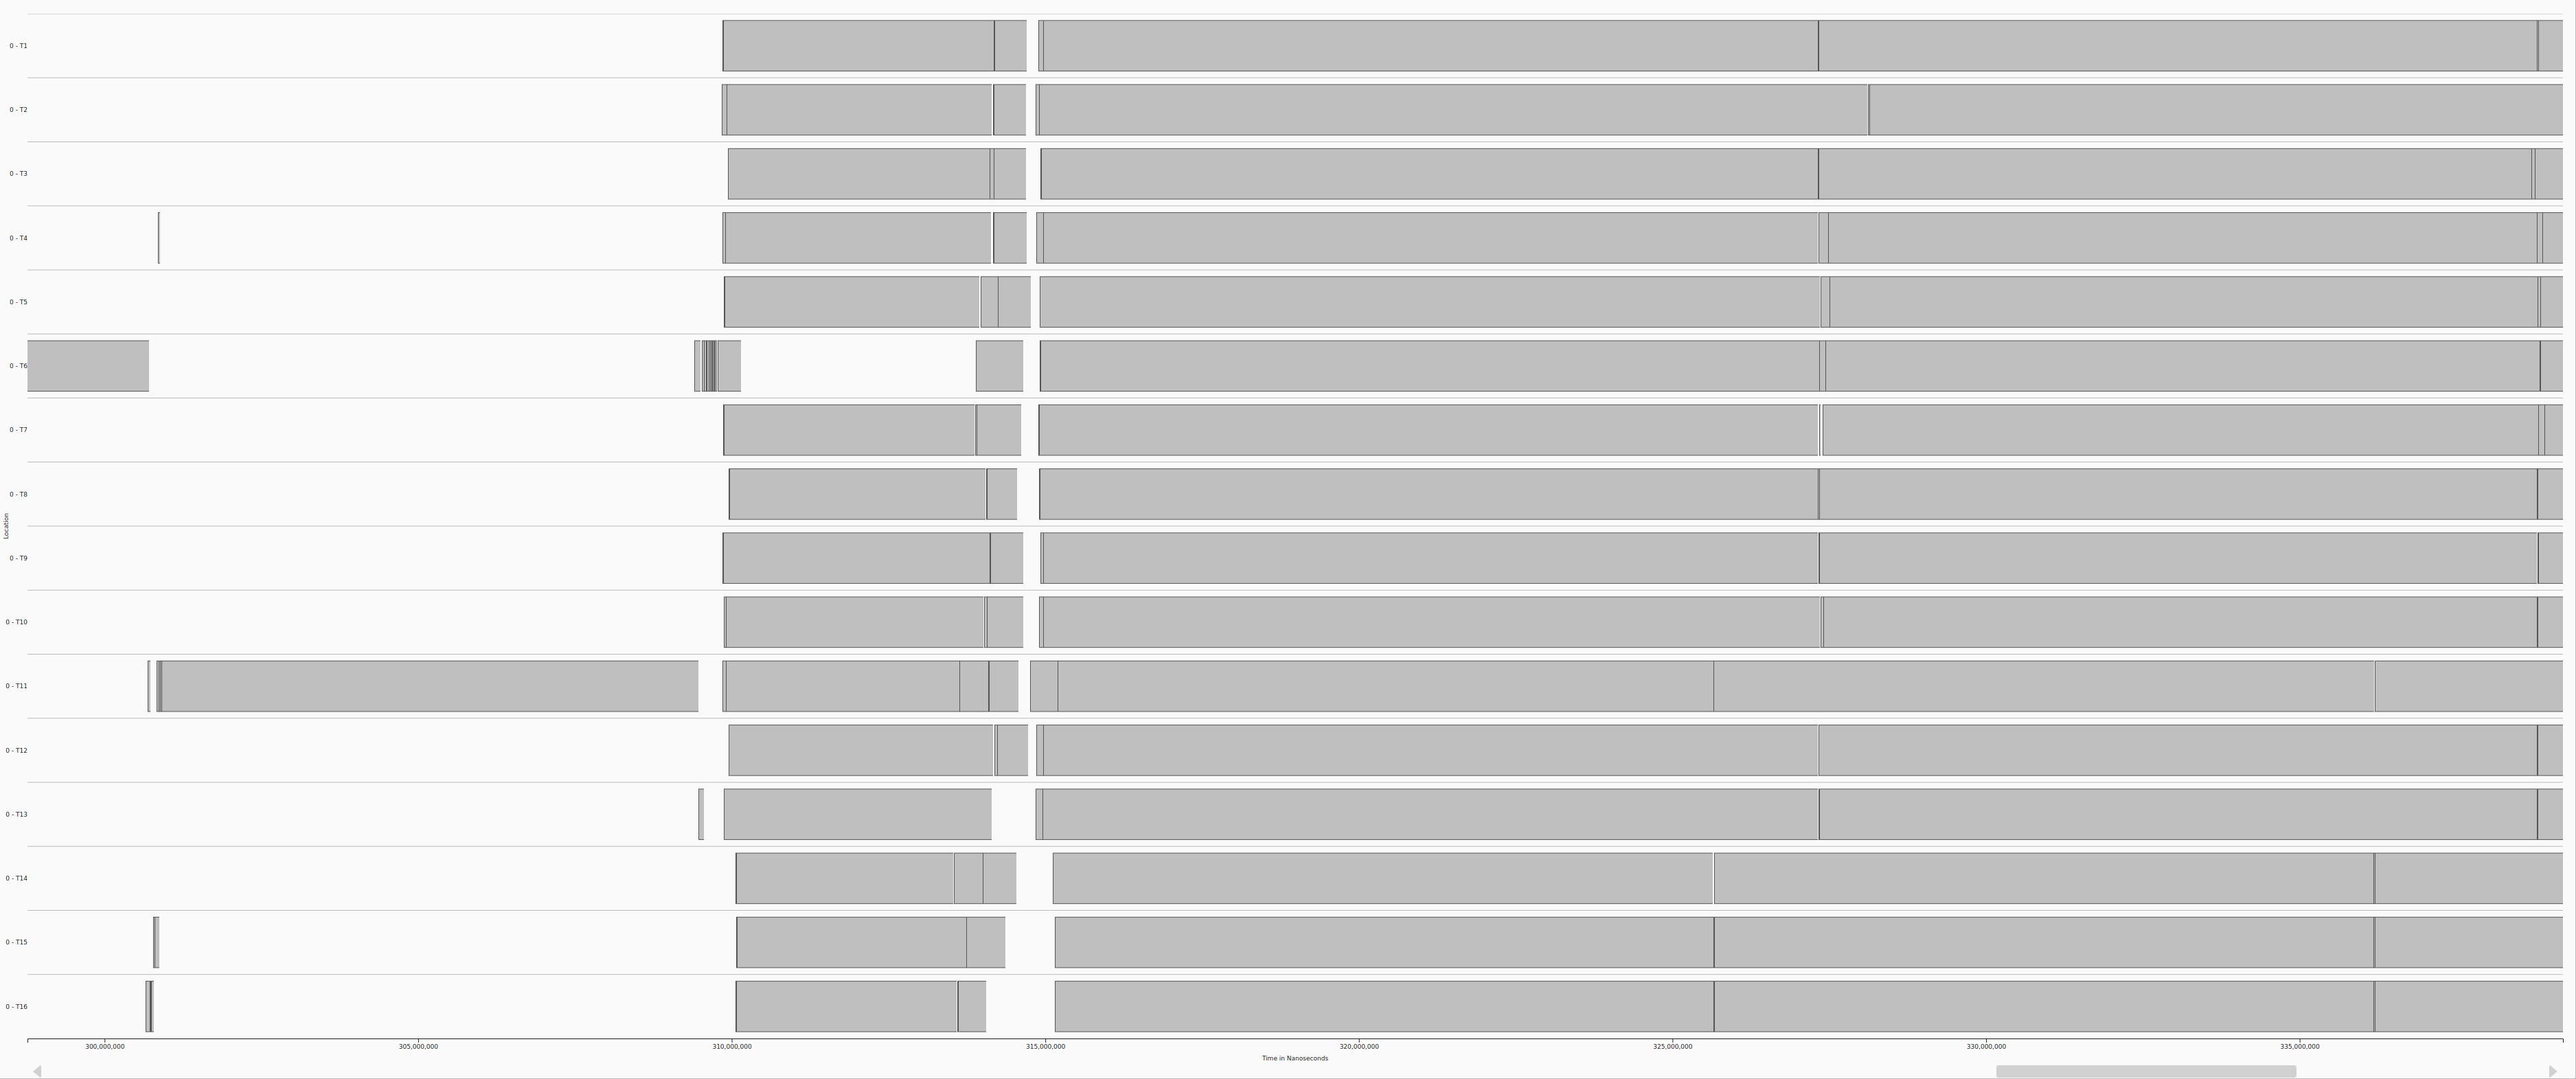 0 - T1
0 - T2
0 - T3
0 - T4
0 - T5
0 - T6
0 - T7
0 - T8
Location
0 - T9
0 - T10
0 - T11
0 - T12
0 - T13
0 - T14
0 - T15
0 - T16
300,000,000 305,000,000 310,000,000 315,000,000 320,000,000 325,000,000 330,000,000 335,000,000
Time in Nanoseconds